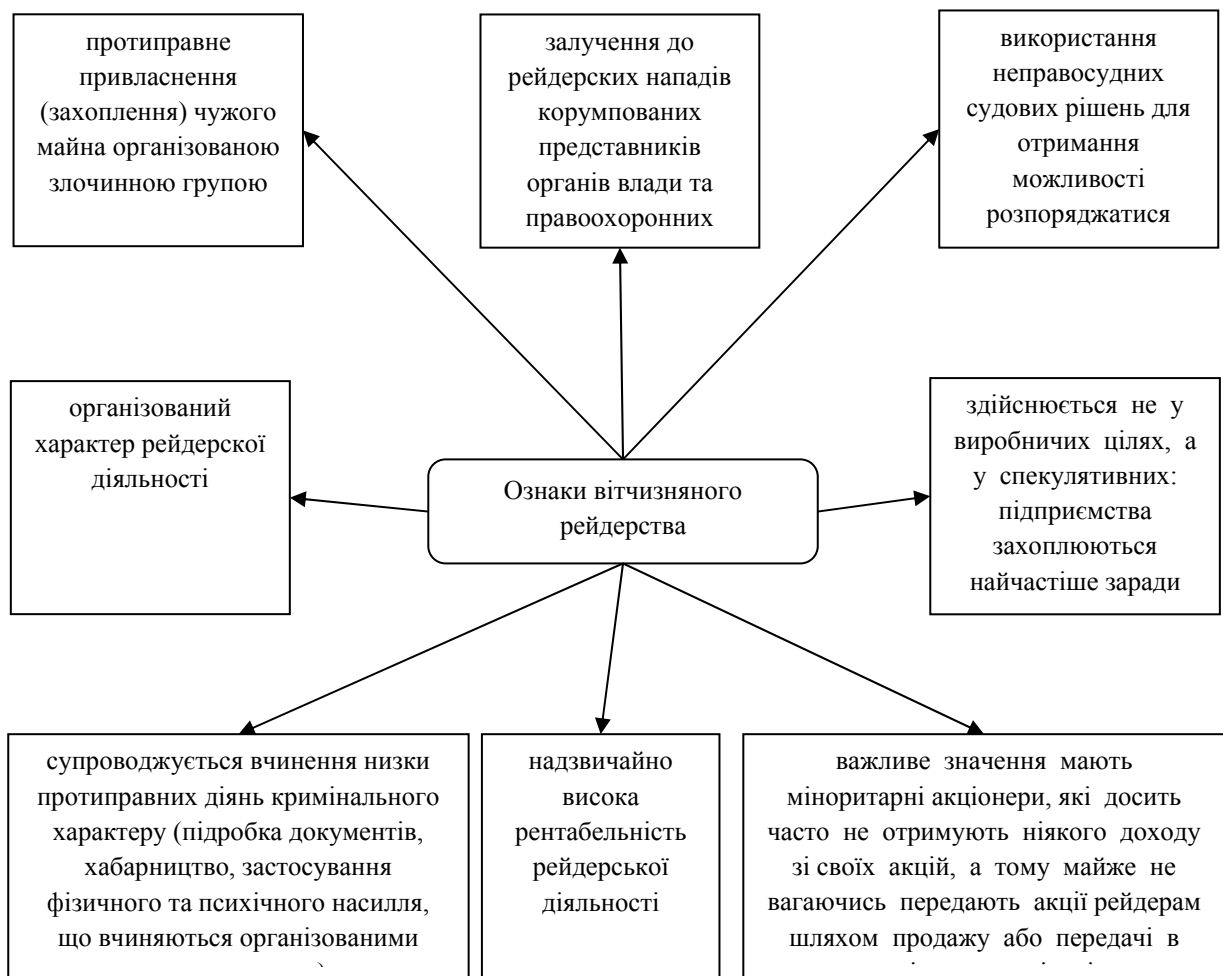 протиправне
привласнення
(захоплення) чужого
майна організованою
злочинною групою
залучення до
рейдерских нападів
корумпованих
представників
органів влади та
правоохоронних
використання
неправосудних
судових рішень для
отримання
можливості
розпоряджатися
організований
характер рейдерскої
діяльності
Ознаки вітчизняного
рейдерства
здійснюється не у
виробничих цілях, а
у спекулятивних:
підприємства
захоплюються
найчастіше заради
супроводжується вчинення низки
протиправних діянь кримінального
характеру (підробка документів,
хабарництво, застосування
фізичного та психічного насилля,
що вчиняються організованими
надзвичайно
висока
рентабельність
рейдерської
діяльності
важливе значення мають
міноритарні акціонери, які досить
часто не отримують ніякого доходу
зі своїх акцій, а тому майже не
вагаючись передають акції рейдерам
шляхом продажу або передачі в